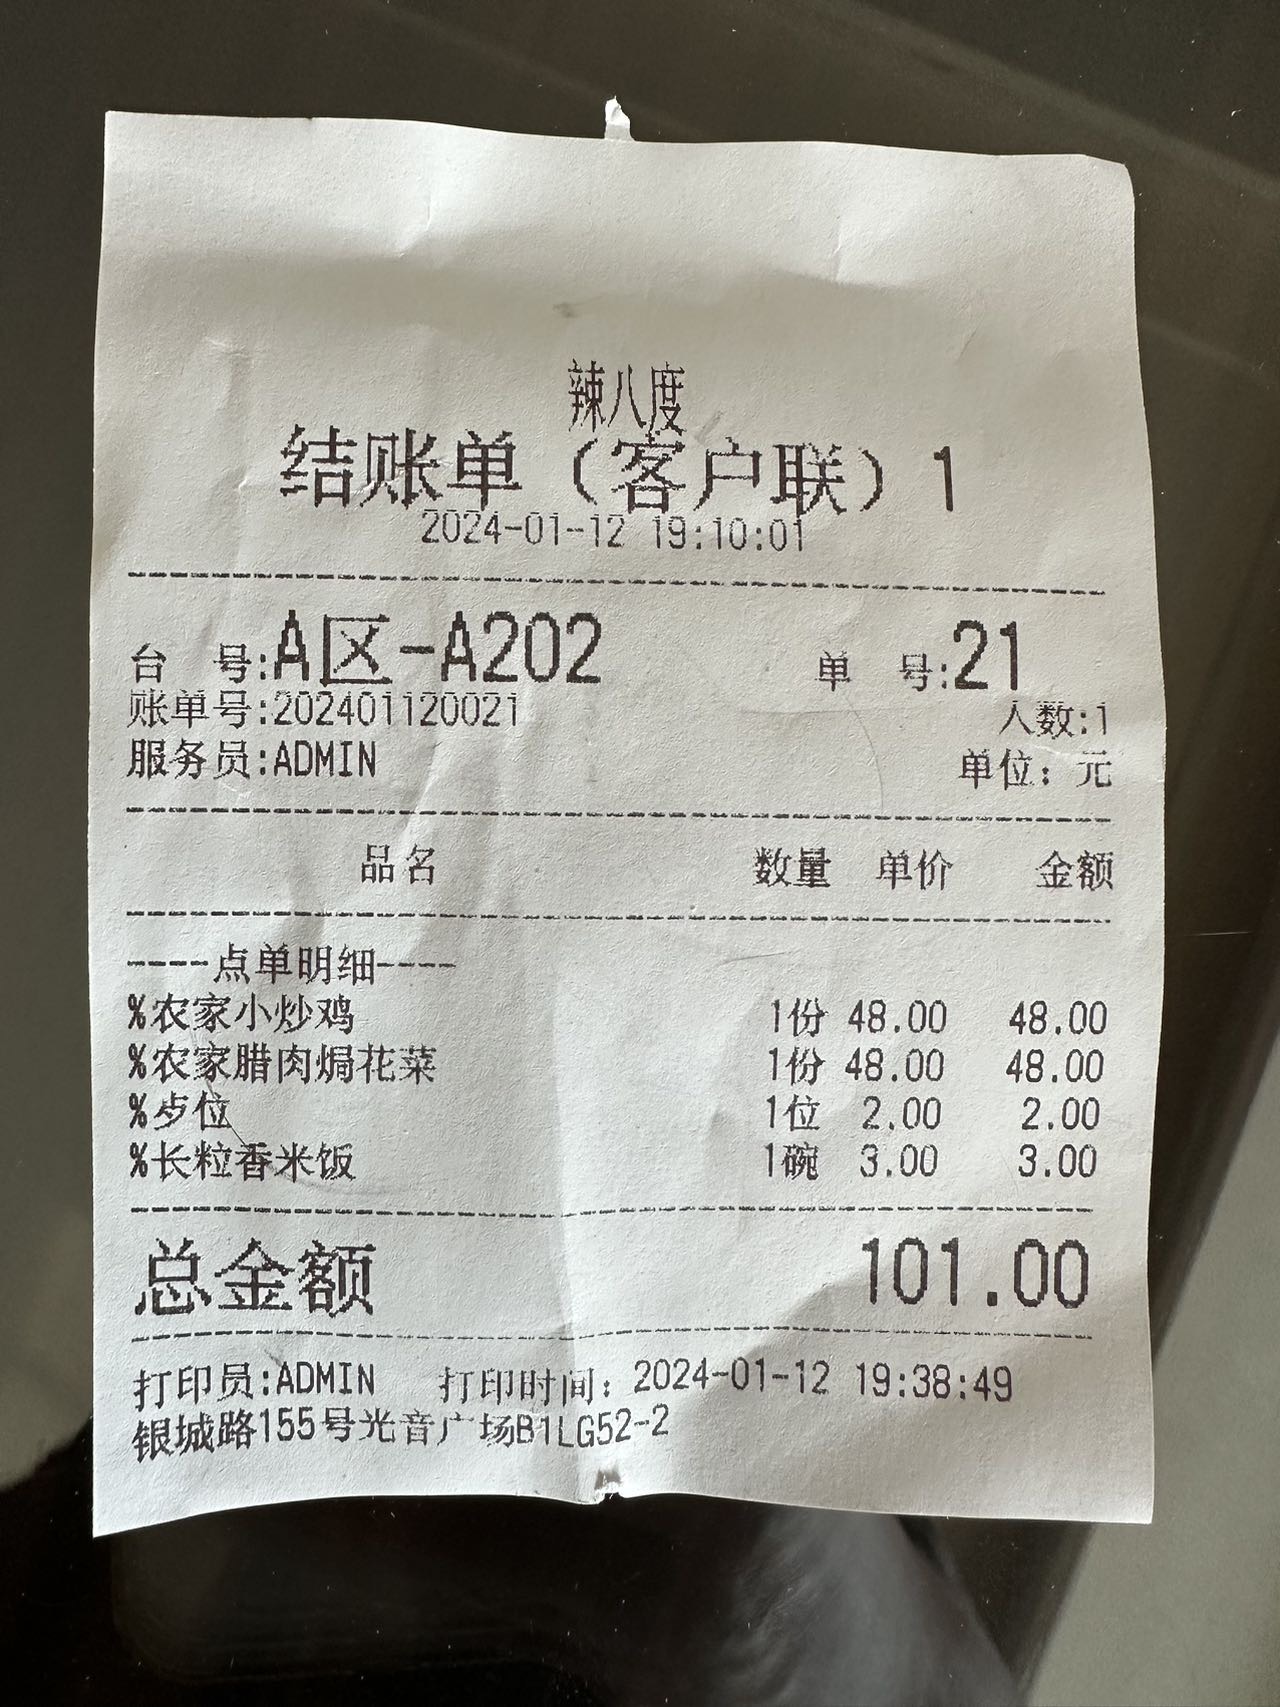 辣八度
结账单（客户联）1
2024-01-12 19:10:01
台 号:A区-A202 单 号:21
账单号:202401120021 人数:1
服务员:ADMIN 单位：元
品名 数量 单价 金额
----点单明细----
%农家小炒鸡 1份 48.00 48.00
%农家腊肉焗花菜 1份 48.00 48.00
%歺位 1位 2.00 2.00
%长粒香米饭 1碗 3.00 3.00
总金额 101.00
打印员:ADMIN 打印时间：2024-01-12 19:38:49
银城路155号光音广场B1LG52-2